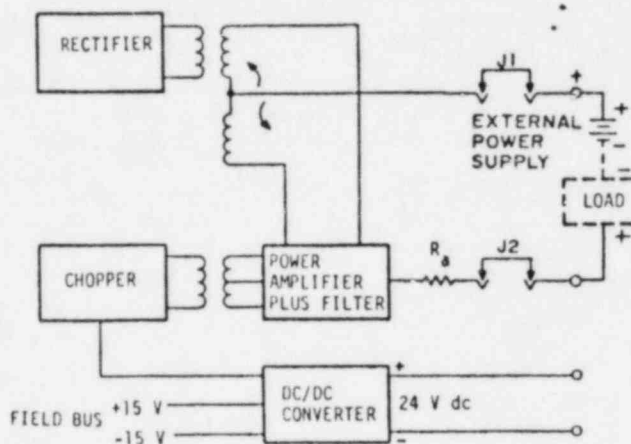 RECTIFIER
J1
+
EXTERNAL
POWER
SUPPLY
+
-
-
LOAD
+
CHOPPER
POWER
AMPLIFIER
PLUS FILTER
Ra
J2
FIELD BUS
+15 V
-15 V
DC/DC
CONVERTER
+
24 V dc
-